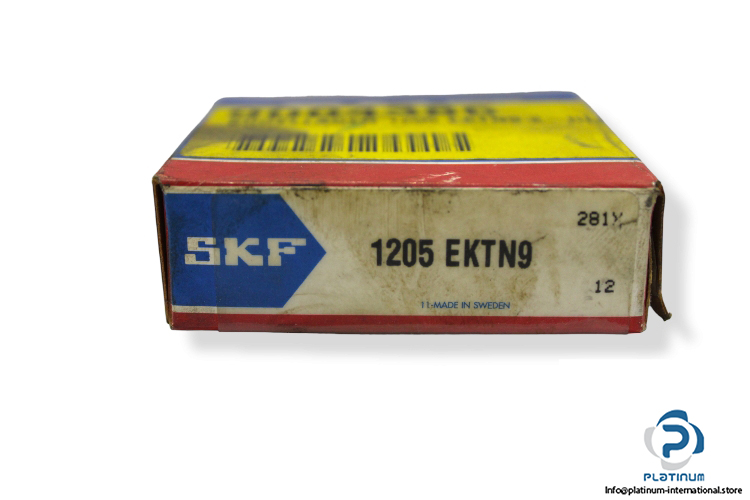 SKF
1205 EKTN9
281Y
12
11-MADE IN SWEDEN
PLATINUM
Info@platinum-international.store